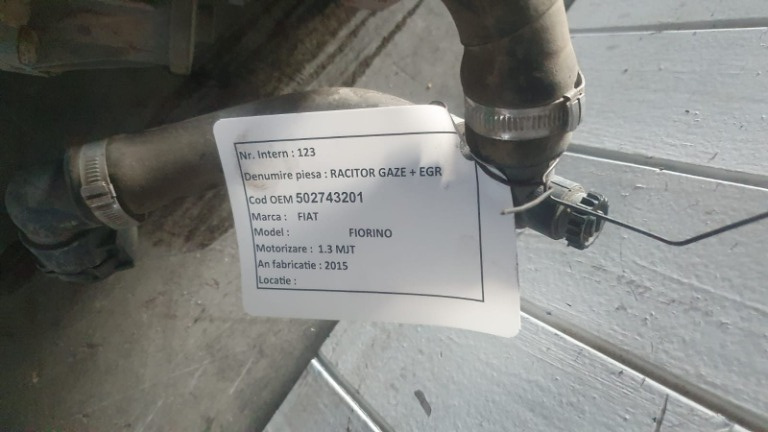 Nr. Intern : 123
Denumire piesa : RACITOR GAZE + EGR
Cod OEM 502743201
Marca : FIAT
Model : FIORINO
Motorizare : 1.3 MJT
An fabricatie : 2015
Locatie :